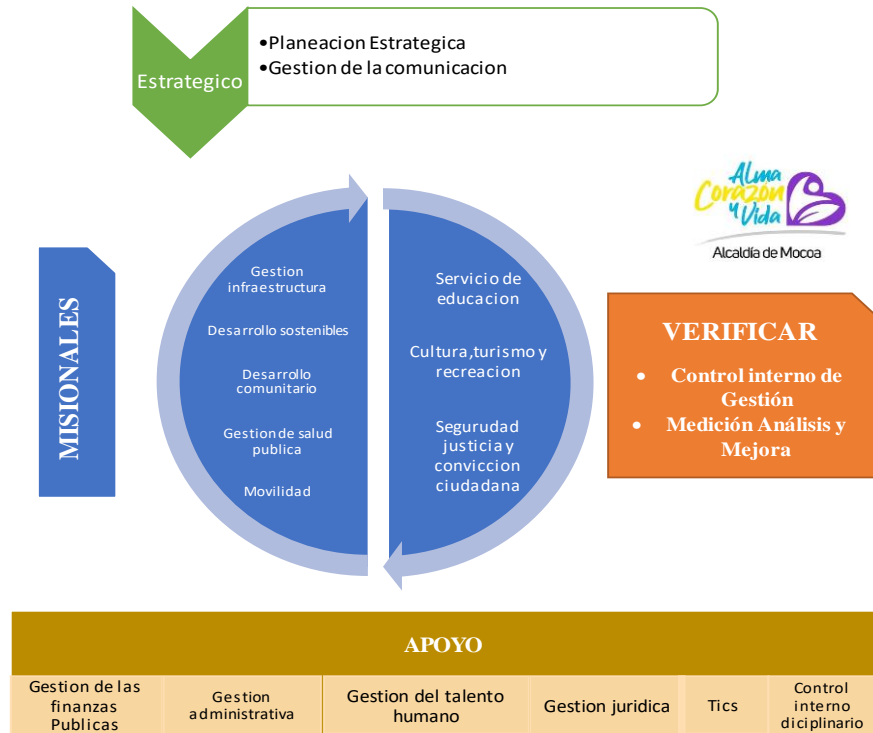 Estrategico
•Planeacion Estrategica
•Gestion de la comunicacion
Alma
Corazón
y Vida
Alcaldía de Mocoa
MISIONALES
Gestion
infraestructura
Desarrollo sostenibles
Desarrollo
comunitario
Gestion de salud
publica
Movilidad
Servicio de
educacion
Cultura,turismo y
recreacion
Segurudad
justicia y
conviccion
ciudadana
VERIFICAR
• Control interno de
Gestión
• Medición Análisis y
Mejora
APOYO
Gestion de las
finanzas
Publicas
Gestion
administrativa
Gestion del talento
humano
Gestion juridica
Tics
Control
interno
diciplinario